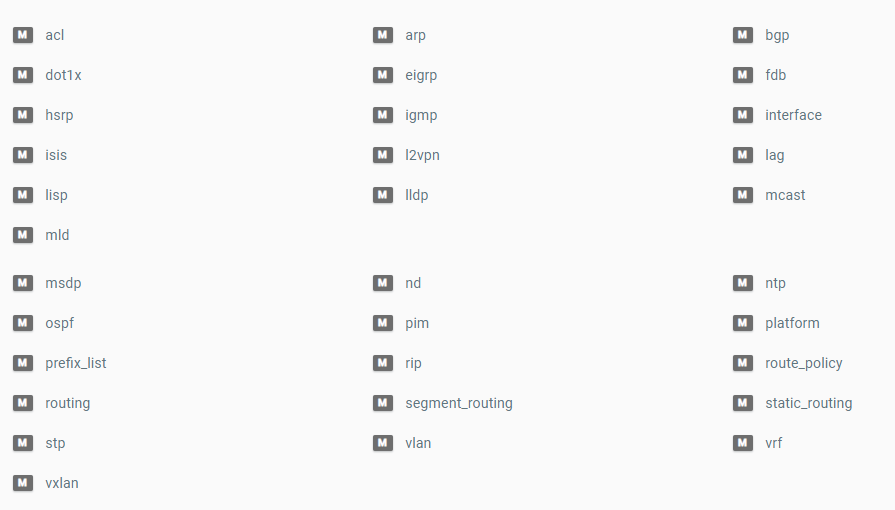 M acl M arp M bgp
M dot1x M eigrp M fdb
M hsrp M igmp M interface
M isis M l2vpn M lag
M lisp M lldp M mcast
M mld
M msdp M nd M ntp
M ospf M pim M platform
M prefix_list M rip M route_policy
M routing M segment_routing M static_routing
M stp M vlan M vrf
M vxlan